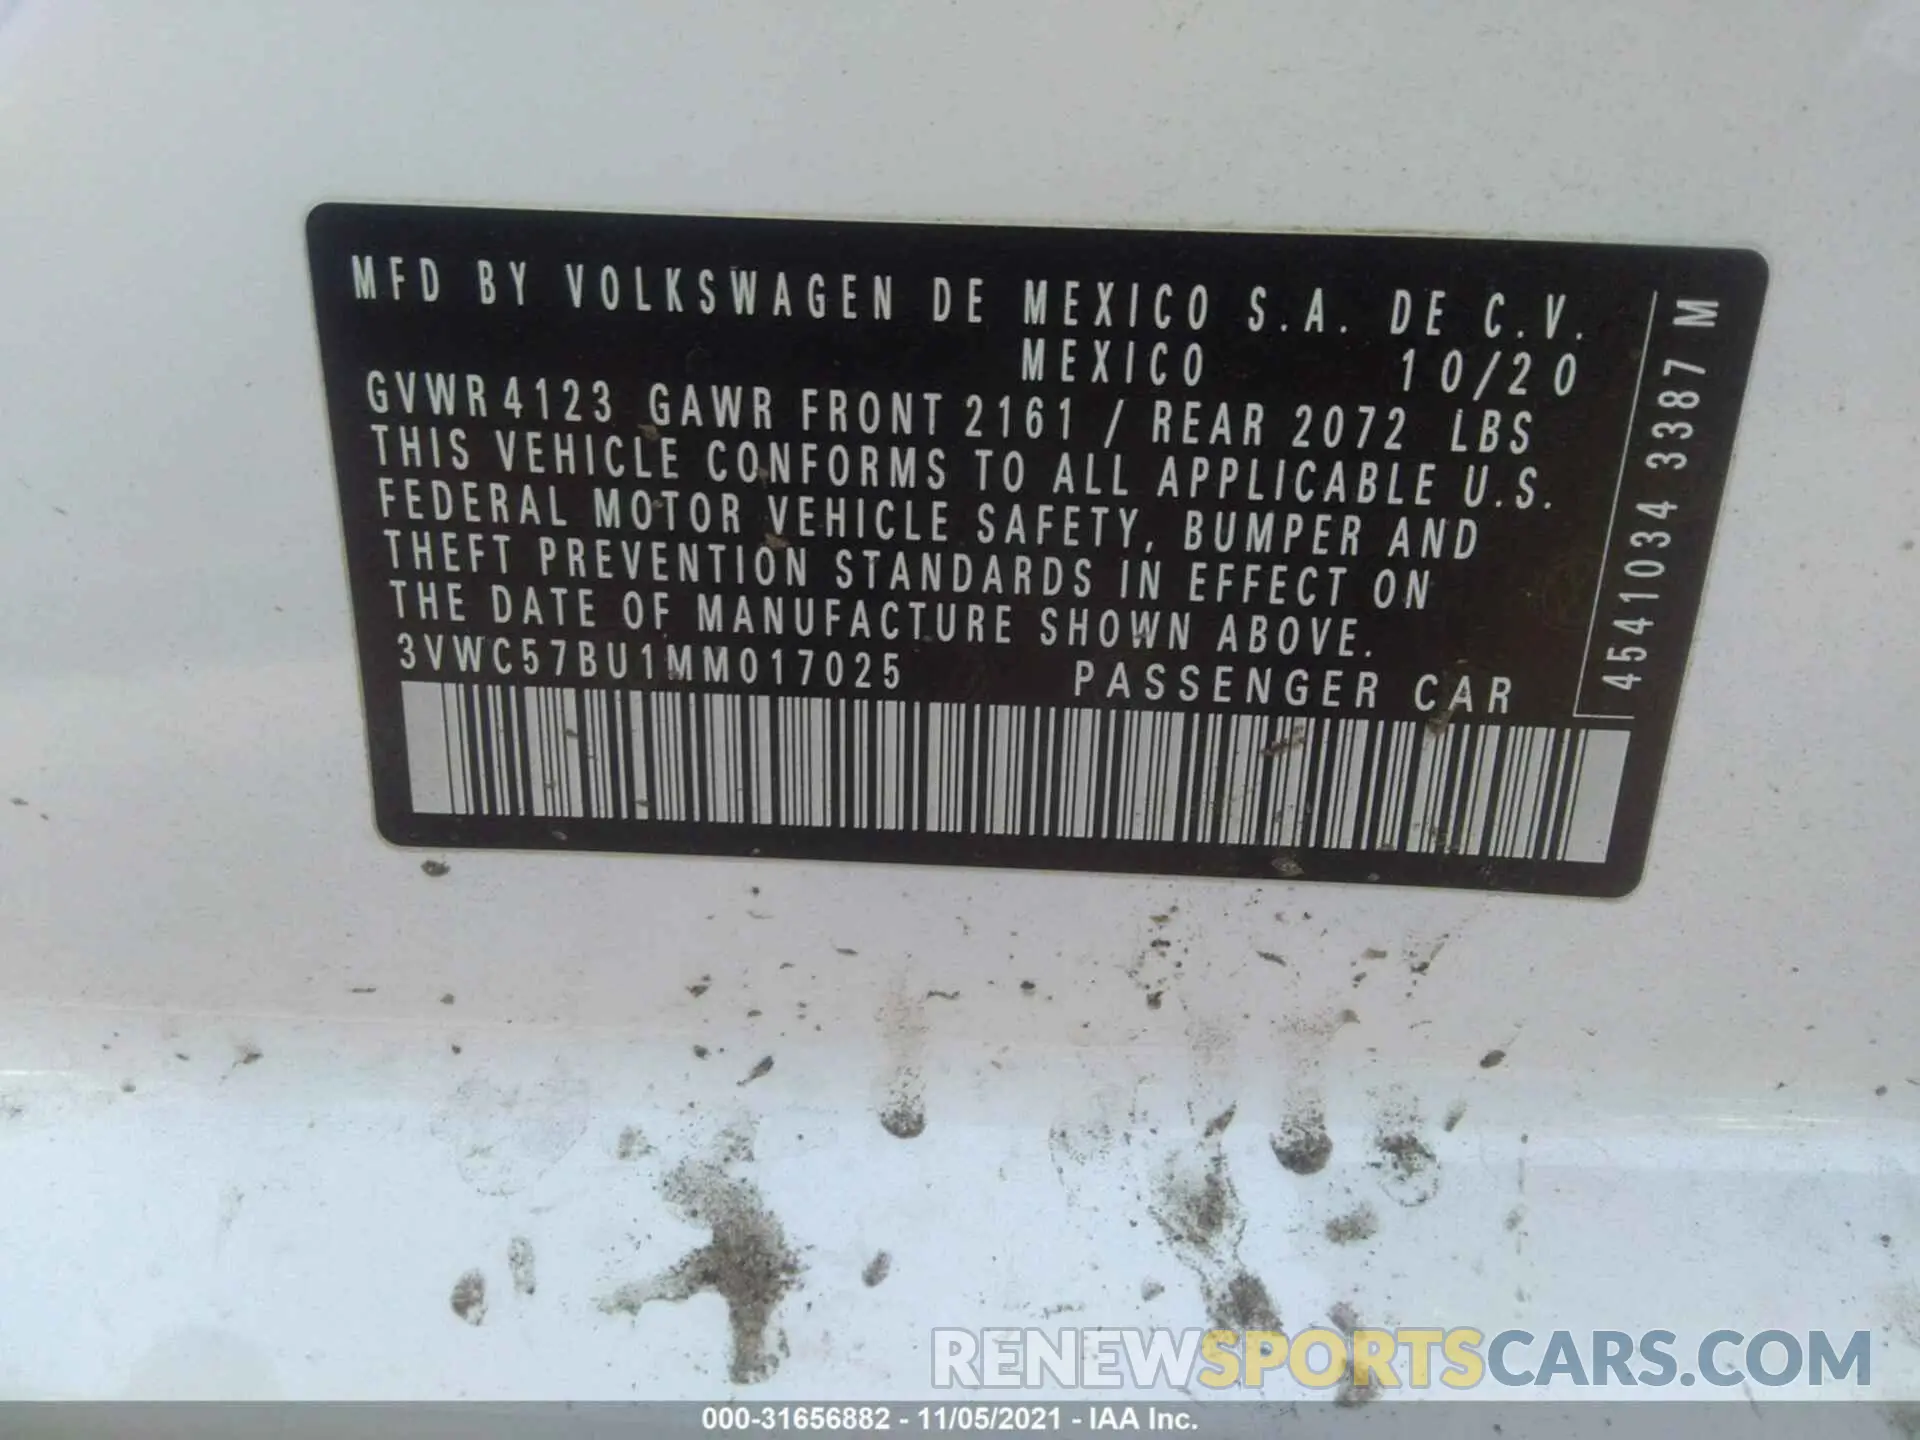 MFD BY VOLKSWAGEN DE MEXICO S.A. DE C.V.
MEXICO 10/20
GVWR 4123 GAWR FRONT 2161 / REAR 2072 LBS
THIS VEHICLE CONFORMS TO ALL APPLICABLE U.S.
FEDERAL MOTOR VEHICLE SAFETY, BUMPER AND
THEFT PREVENTION STANDARDS IN EFFECT ON
THE DATE OF MANUFACTURE SHOWN ABOVE.
3VWC57BU1MM017025 PASSENGER CAR
4541034 3387 M
RENEWSPORTSCARS.COM
000-31656882 - 11/05/2021 - IAA Inc.